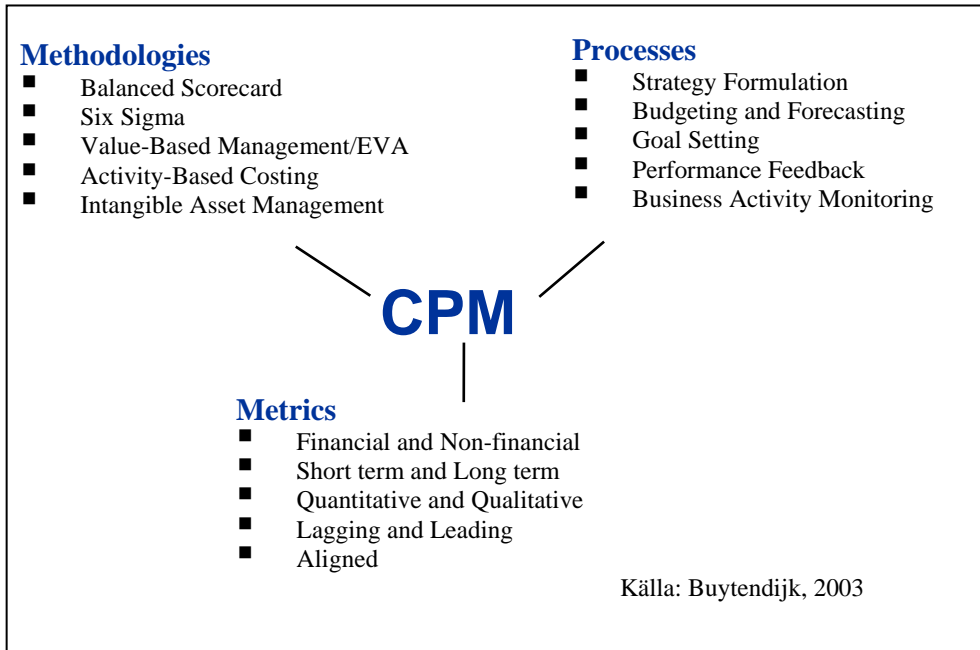 Methodologies
▪ Balanced Scorecard
▪ Six Sigma
▪ Value-Based Management/EVA
▪ Activity-Based Costing
▪ Intangible Asset Management
Processes
▪ Strategy Formulation
▪ Budgeting and Forecasting
▪ Goal Setting
▪ Performance Feedback
▪ Business Activity Monitoring
CPM
Metrics
▪ Financial and Non-financial
▪ Short term and Long term
▪ Quantitative and Qualitative
▪ Lagging and Leading
▪ Aligned
Källa: Buytendijk, 2003